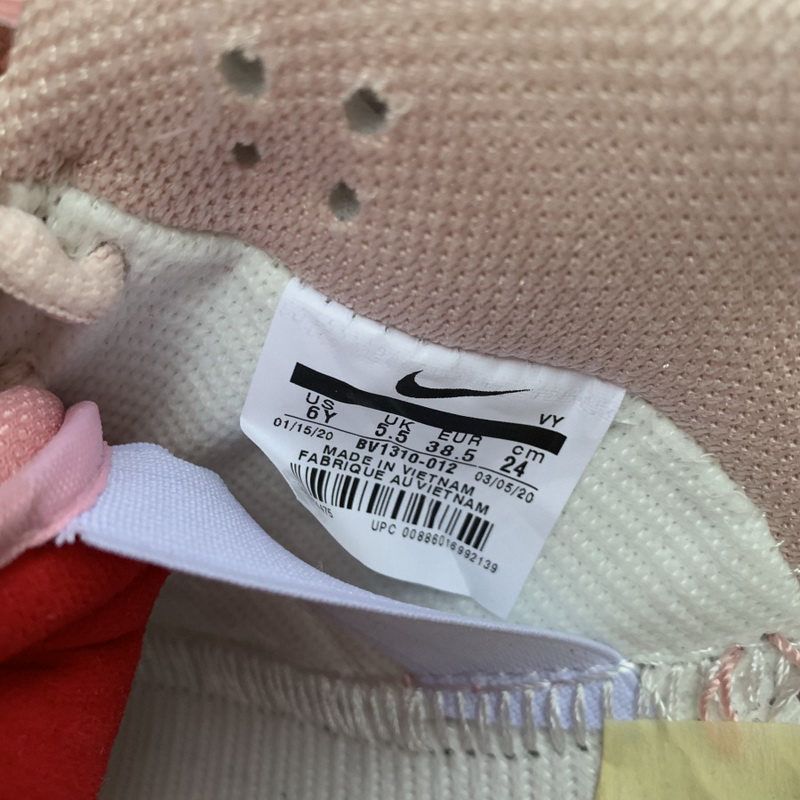 VY
US UK EUR cm
6Y 5.5 38.5 24
01/15/20 BV1310-012 03/05/20
MADE IN VIETNAM
FABRIQUE AU VIETNAM
UPC 00886016992139